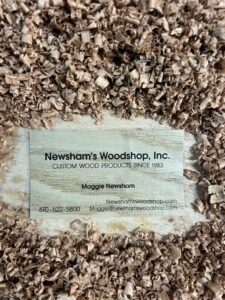 Newsham's Woodshop, Inc.
CUSTOM WOOD PRODUCTS SINCE 1983
Maggie Newsham
Newshamswoodshop.com
610-622-5800 Maggie@newshamswoodshop.com